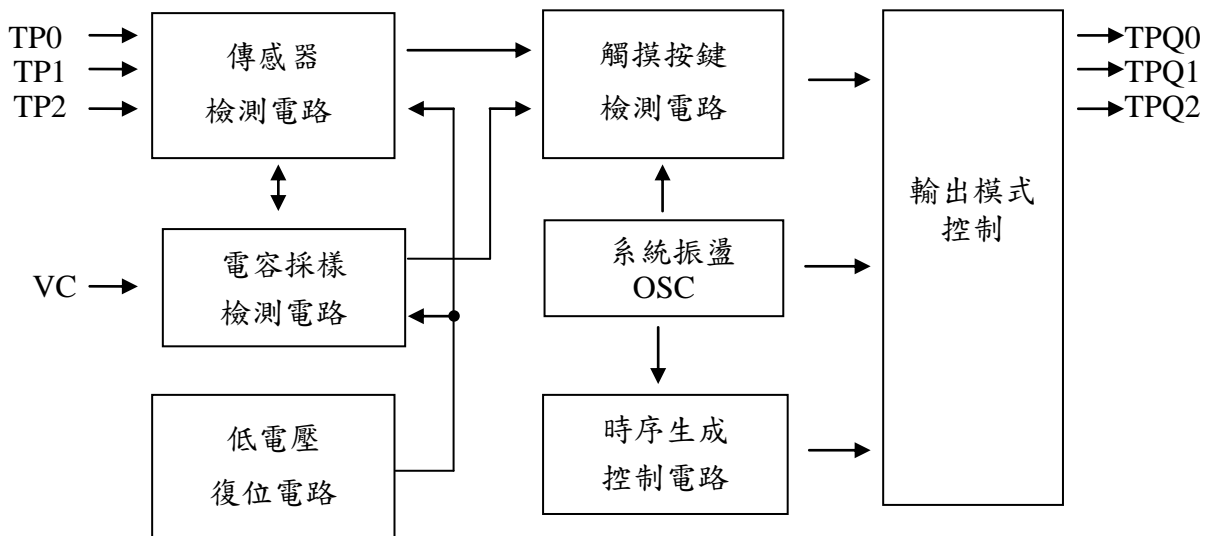 TP0
TP1
TP2
傳感器
檢測電路
觸摸按鍵
檢測電路
TPQ0
TPQ1
TPQ2
輸出模式
控制
VC
電容採樣
檢測電路
系統振盪
OSC
低電壓
復位電路
時序生成
控制電路